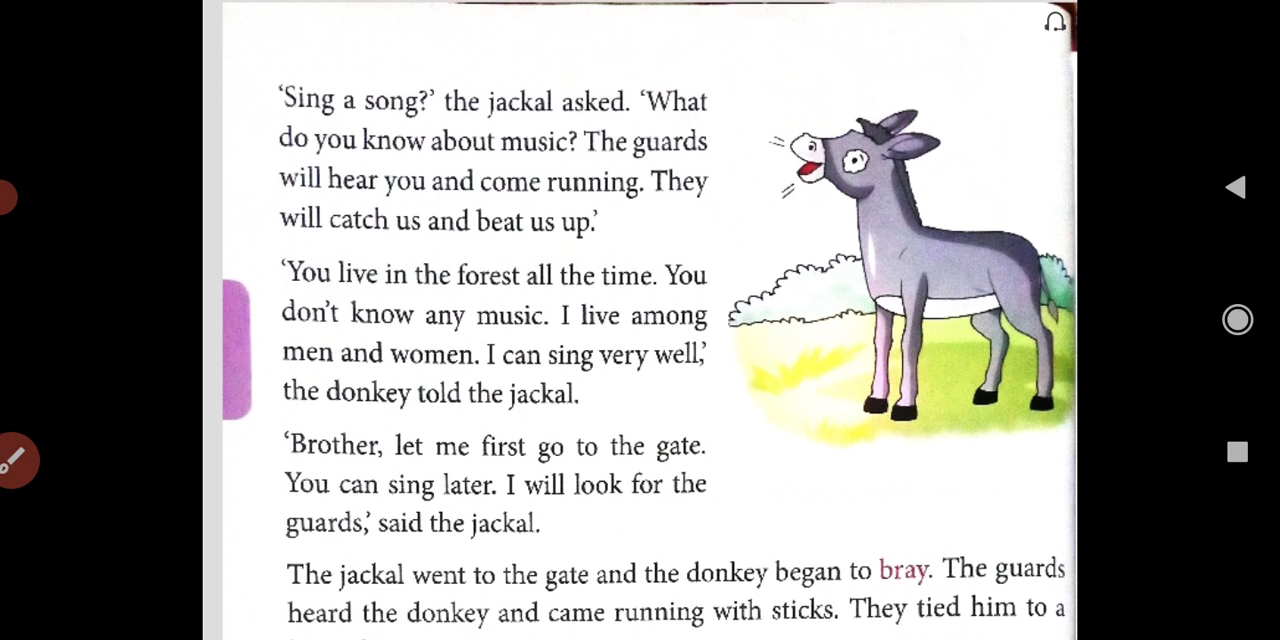 ‘Sing a song?’ the jackal asked. ‘What
do you know about music? The guards
will hear you and come running. They
will catch us and beat us up.’
‘You live in the forest all the time. You
don’t know any music. I live among
men and women. I can sing very well,’
the donkey told the jackal.
‘Brother, let me first go to the gate.
You can sing later. I will look for the
guards,’ said the jackal.
The jackal went to the gate and the donkey began to bray. The guards
heard the donkey and came running with sticks. They tied him to a